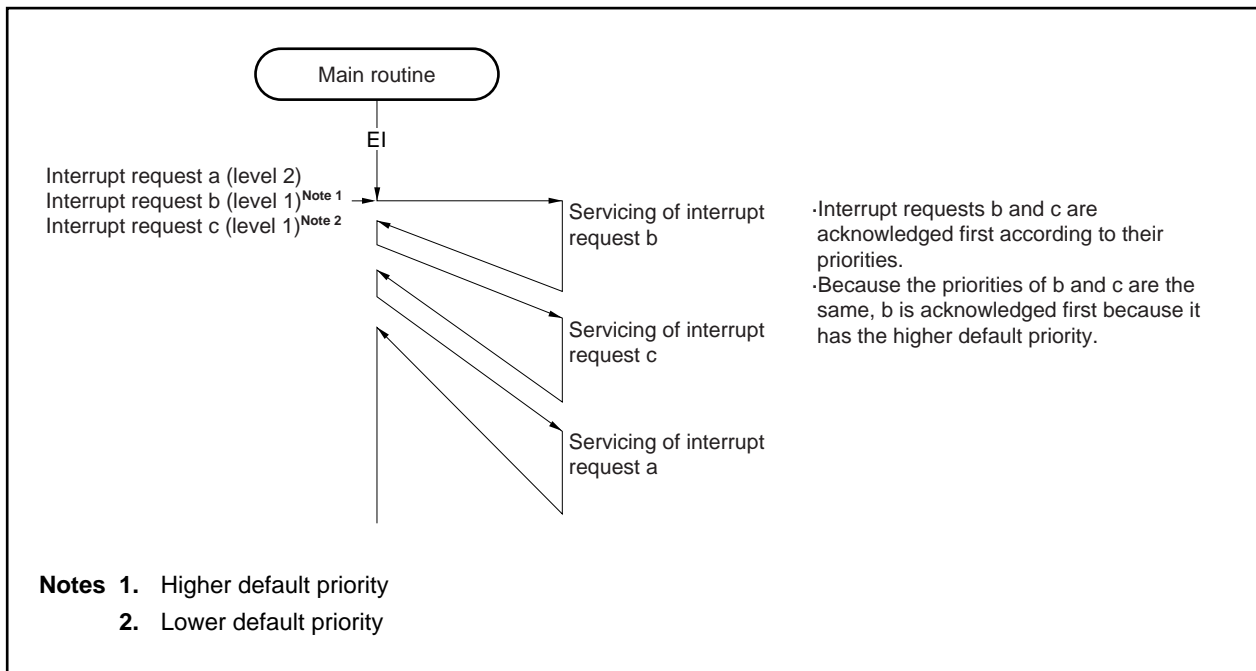 Main routine
EI
Interrupt request a (level 2)
Interrupt request b (level 1)Note 1
Interrupt request c (level 1)Note 2
Servicing of interrupt
request b
·Interrupt requests b and c are
acknowledged first according to their
priorities.
·Because the priorities of b and c are the
same, b is acknowledged first because it
has the higher default priority.
Servicing of interrupt
request c
Servicing of interrupt
request a
Notes 1. Higher default priority
2. Lower default priority